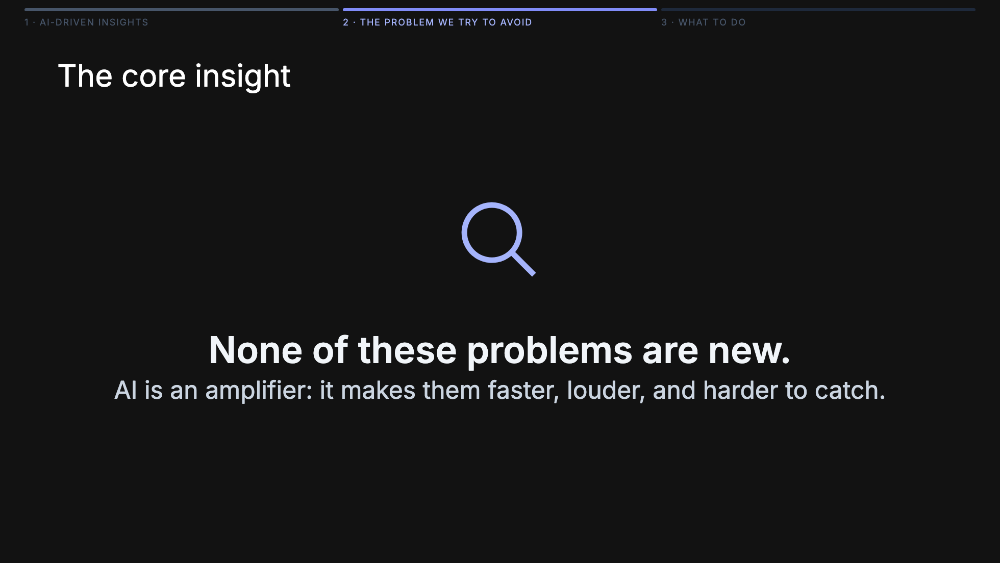 1 · AI-DRIVEN INSIGHTS
2 · THE PROBLEM WE TRY TO AVOID
3 · WHAT TO DO
The core insight
None of these problems are new.
AI is an amplifier: it makes them faster, louder, and harder to catch.